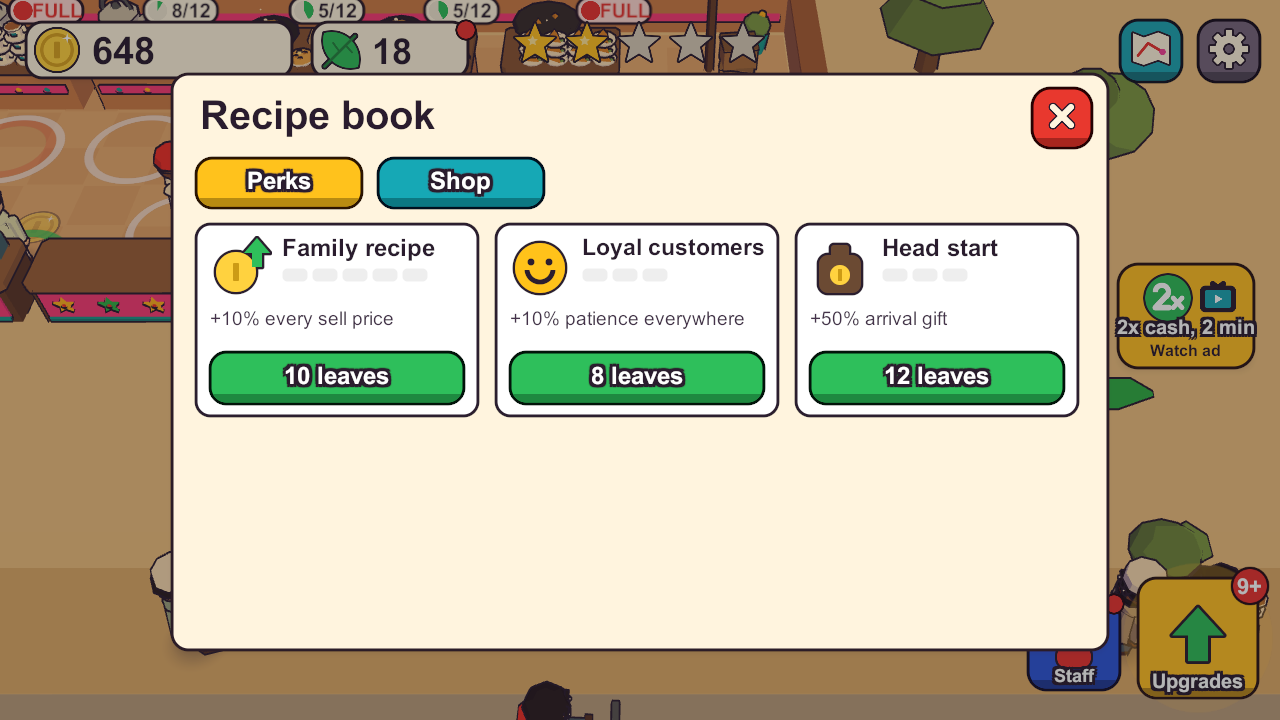 FULL
8/12
5/12
5/12
FULL
648
18
Recipe book
Perks
Shop
Family recipe
+10% every sell price
10 leaves
Loyal customers
+10% patience everywhere
8 leaves
Head start
+50% arrival gift
12 leaves
2x
2x cash, 2 min
Watch ad
Staff
9+
Upgrades